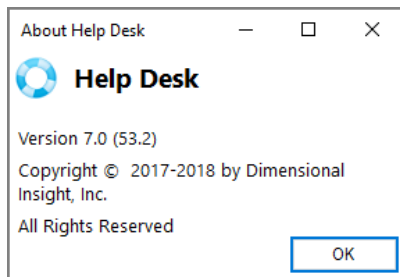 About Help Desk
Help Desk
Version 7.0 (53.2)
Copyright © 2017-2018 by Dimensional
Insight, Inc.
All Rights Reserved
OK